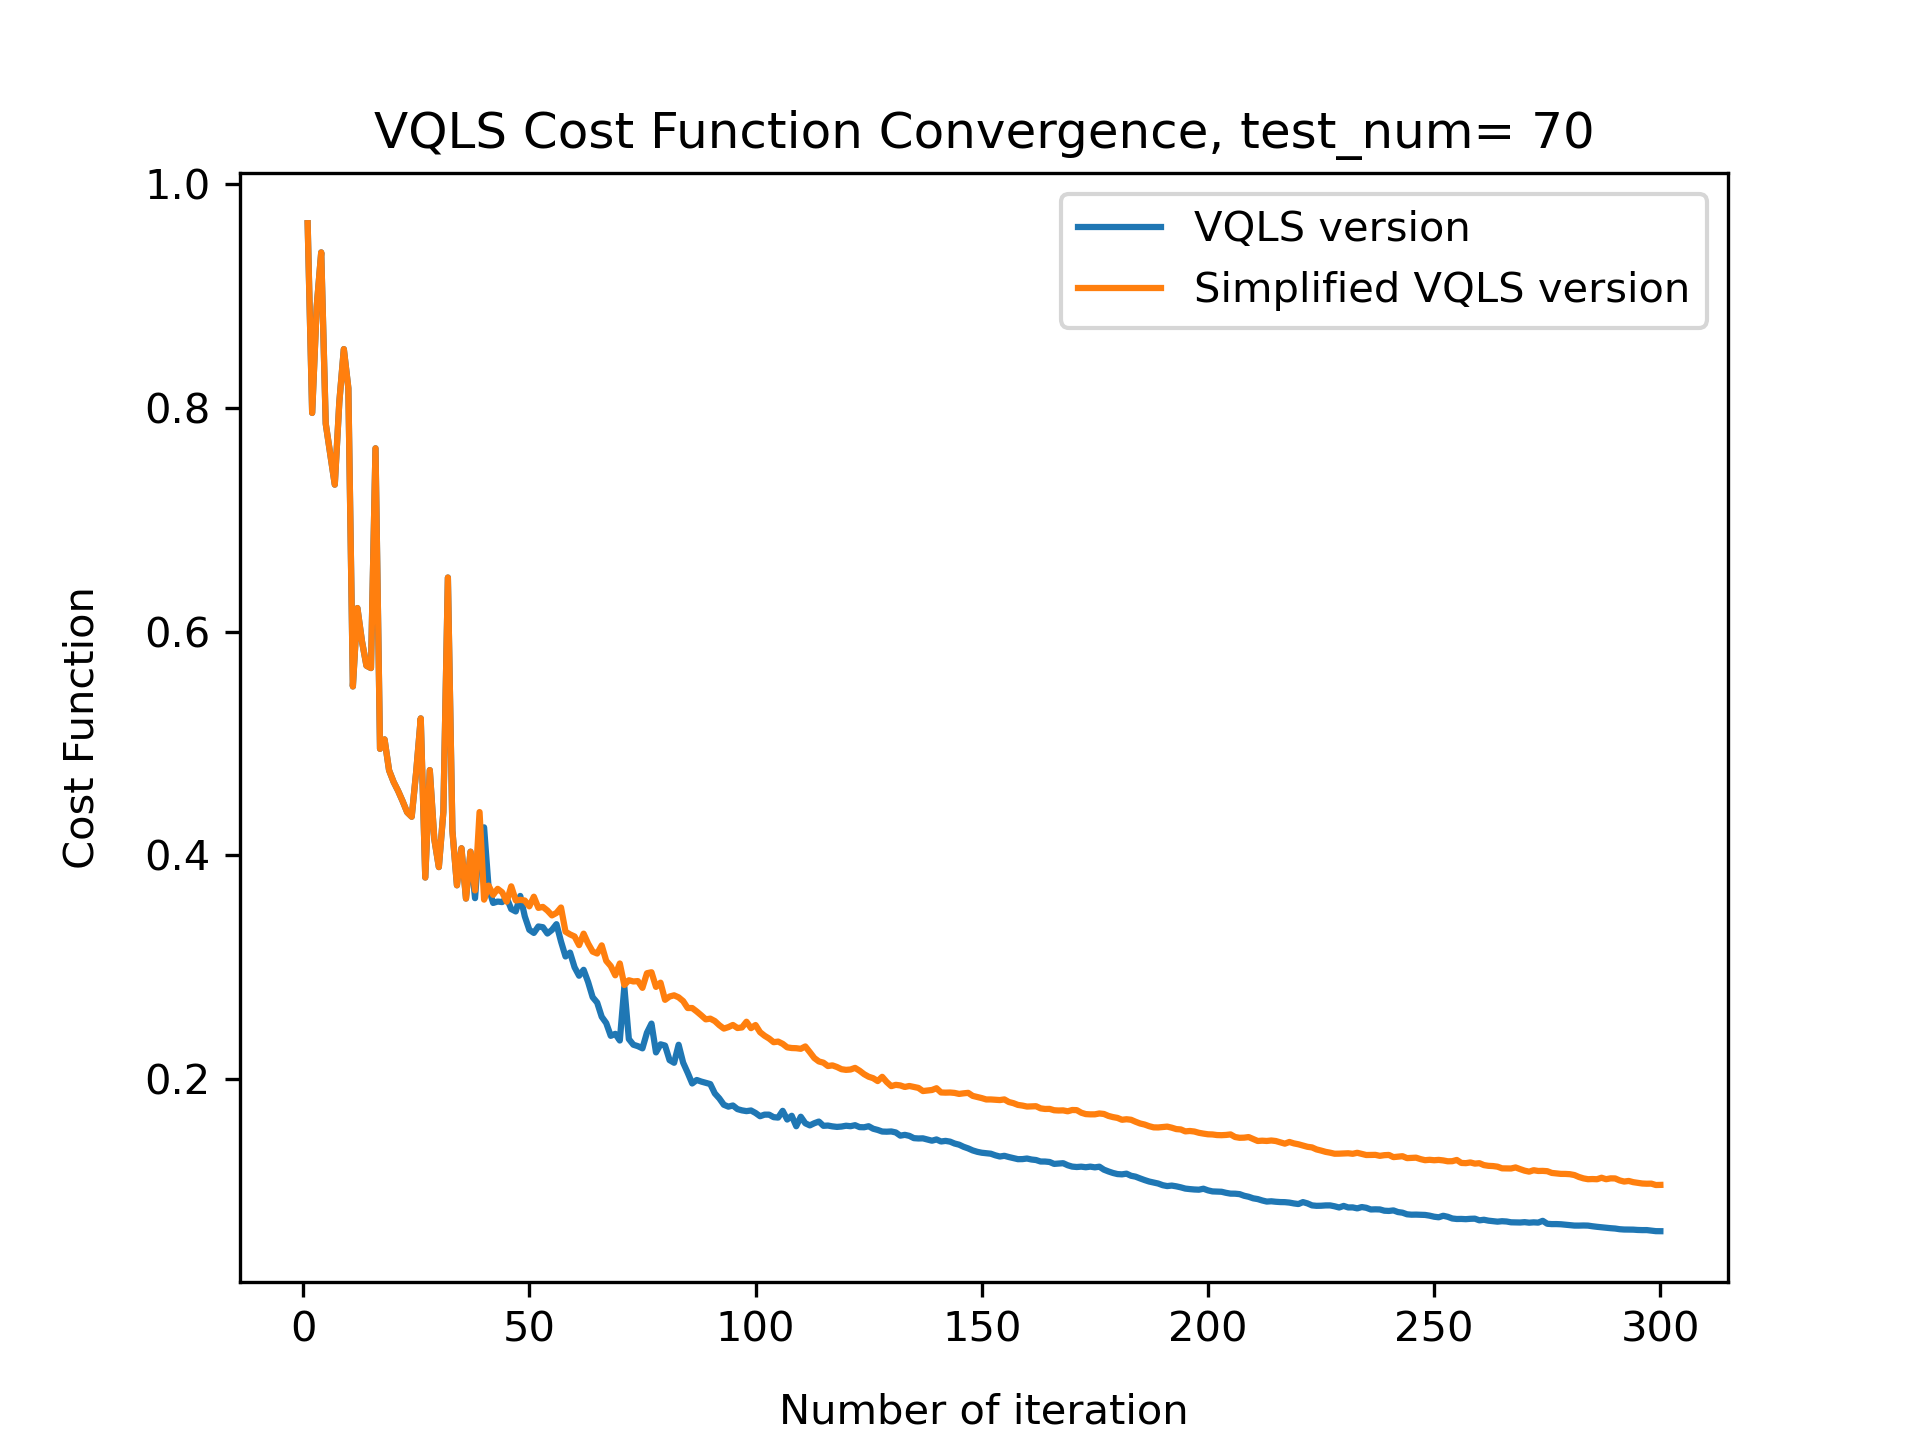 VQLS Cost Function Convergence, test_num= 70
VQLS version
Simplified VQLS version
1.0
0.8
0.6
0.4
0.2
Cost Function
0 50 100 150 200 250 300
Number of iteration